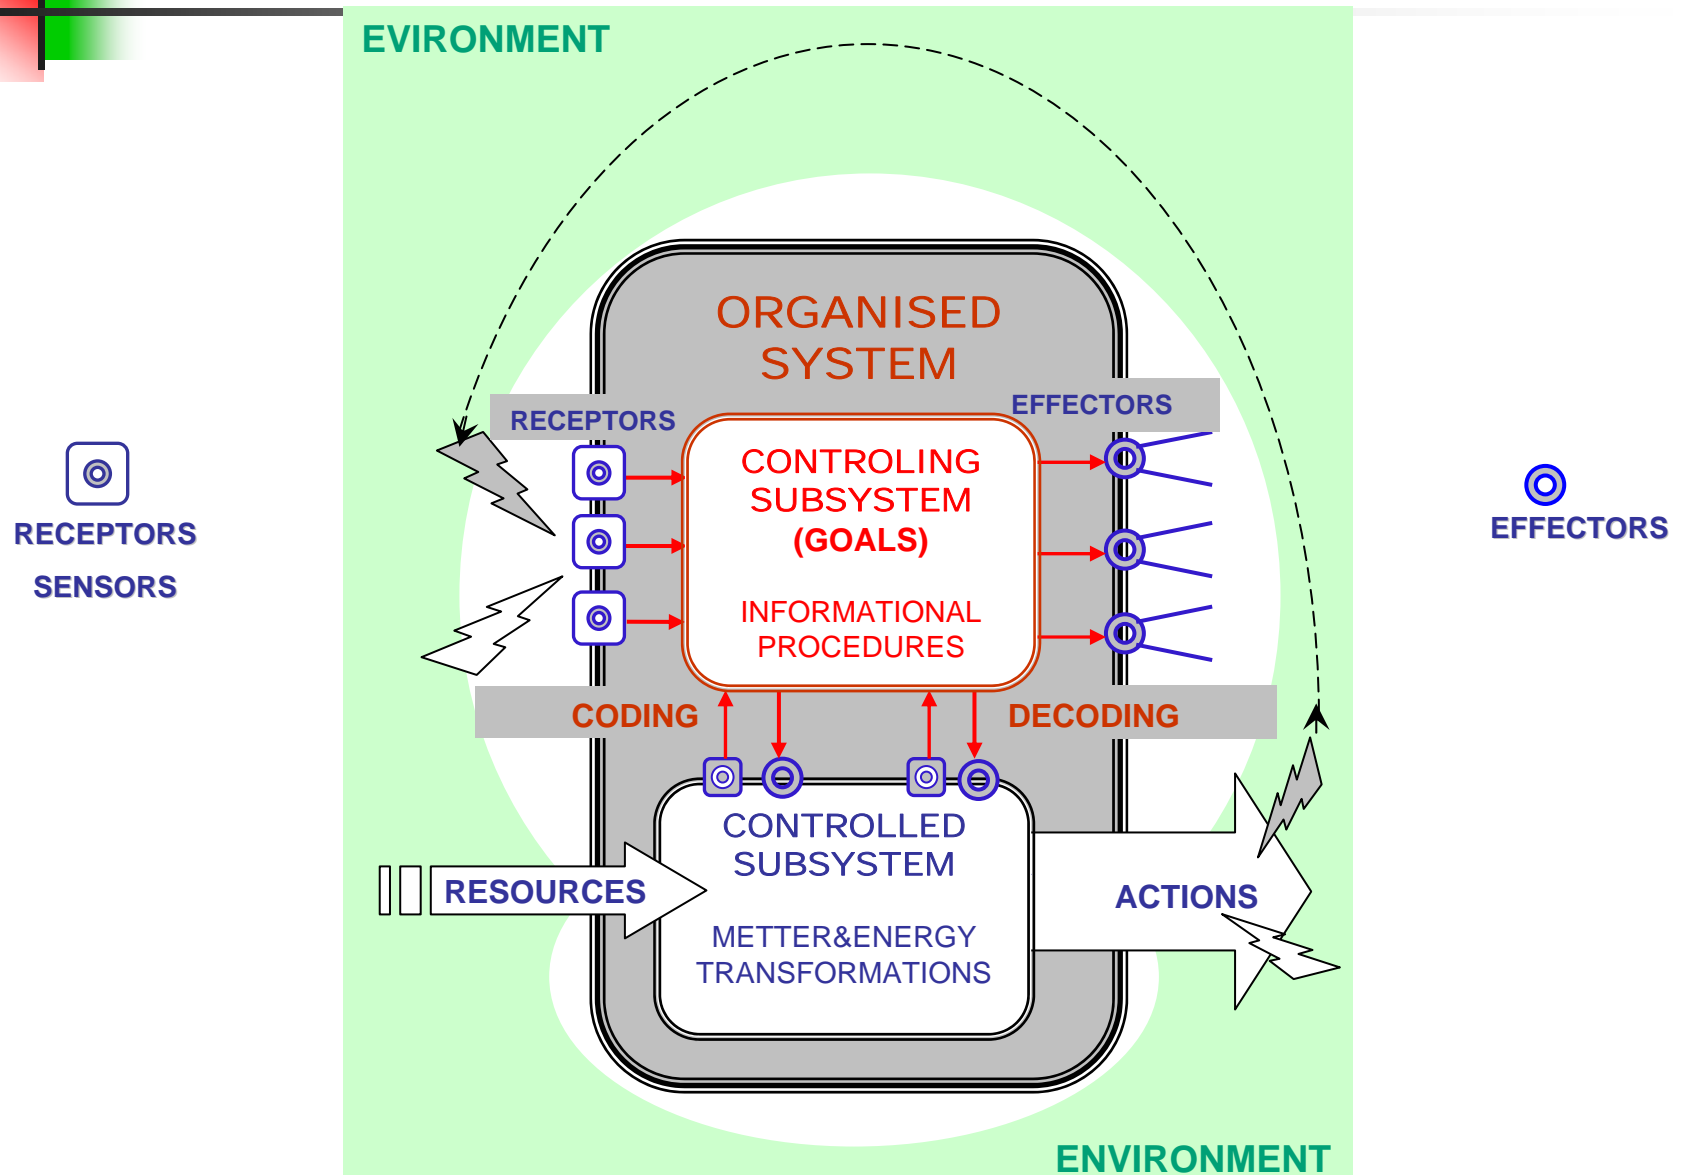 EVIRONMENT
ORGANISED
SYSTEM
RECEPTORS
EFFECTORS
CONTROLING
SUBSYSTEM
(GOALS)
INFORMATIONAL
PROCEDURES
RECEPTORS
SENSORS
EFFECTORS
CODING
DECODING
CONTROLLED
SUBSYSTEM
METTER&ENERGY
TRANSFORMATIONS
RESOURCES
ACTIONS
ENVIRONMENT